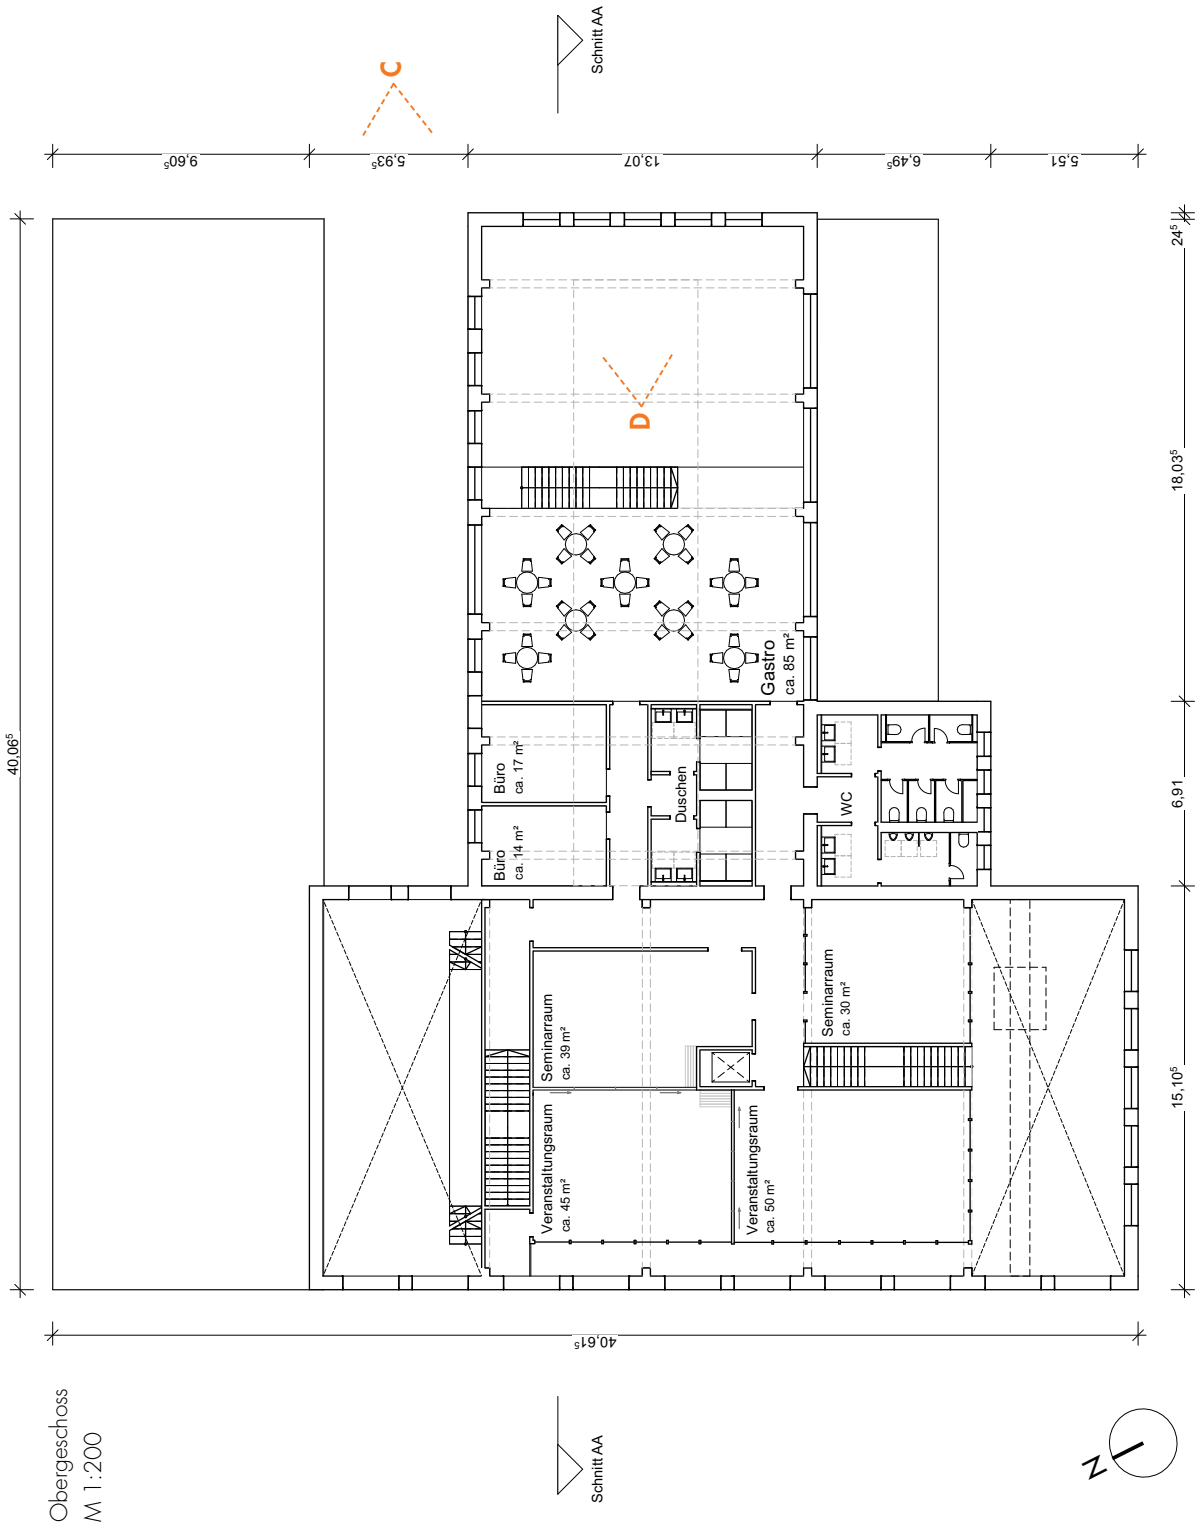 Obergeschoss
M 1:200
Schnitt AA
Schnitt AA
C
D
N
40,06⁵
40,61⁵
9,60⁵
5,93⁵
13,07
6,49⁵
5,51
24⁵
18,03⁵
6,91
15,10⁵
Büro
ca. 14 m²
Büro
ca. 17 m²
Duschen
Gastro
ca. 85 m²
WC
Seminarraum
ca. 39 m²
Seminarraum
ca. 30 m²
Veranstaltungsraum
ca. 45 m²
Veranstaltungsraum
ca. 50 m²